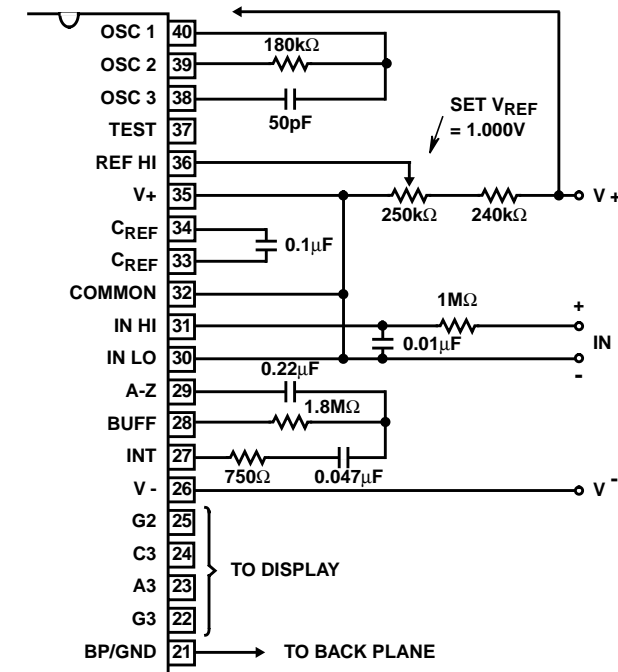 OSC 1 40
180kΩ
OSC 2 39
OSC 3 38
50pF
SET VREF
= 1.000V
TEST 37
REF HI 36
V+ 35
250kΩ 240kΩ
V +
CREF 34
0.1µF
CREF 33
COMMON 32
1MΩ
+
IN HI 31
0.01µF
IN
IN LO 30
-
0.22µF
A-Z 29
1.8MΩ
BUFF 28
INT 27
750Ω 0.047µF
V - 26
V -
G2 25
C3 24
TO DISPLAY
A3 23
G3 22
BP/GND 21 TO BACK PLANE